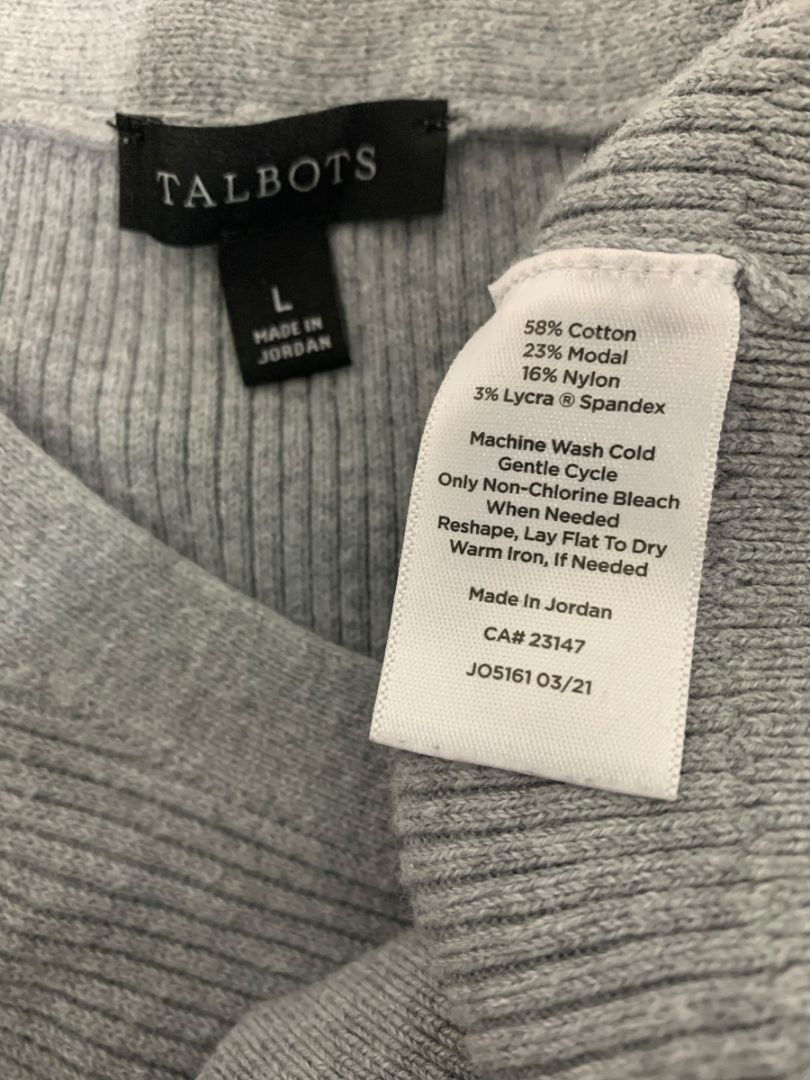 TALBOTS
L
MADE IN
JORDAN
58% Cotton
23% Modal
16% Nylon
3% Lycra ® Spandex
Machine Wash Cold
Gentle Cycle
Only Non-Chlorine Bleach
When Needed
Reshape, Lay Flat To Dry
Warm Iron, If Needed
Made In Jordan
CA# 23147
JO5161 03/21